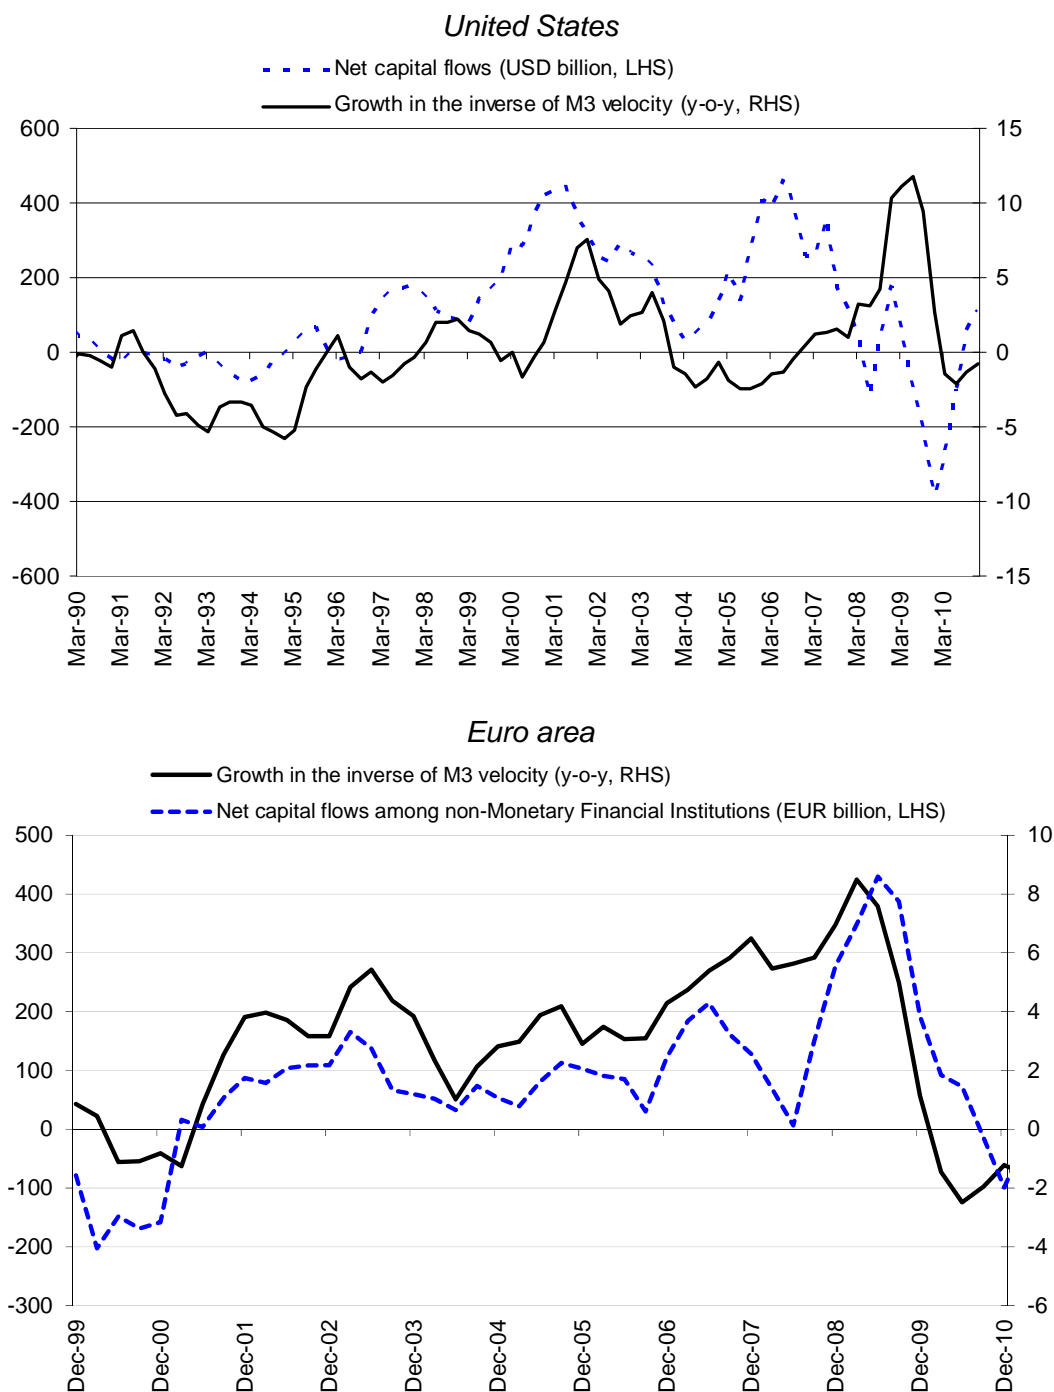 United States
Net capital flows (USD billion, LHS)
Growth in the inverse of M3 velocity (y-o-y, RHS)
600 15
400 10
200 5
0 0
-200 -5
-400 -10
-600 -15
Mar-90 Mar-91 Mar-92 Mar-93 Mar-94 Mar-95 Mar-96 Mar-97 Mar-98 Mar-99 Mar-00 Mar-01 Mar-02 Mar-03 Mar-04 Mar-05 Mar-06 Mar-07 Mar-08 Mar-09 Mar-10
Euro area
Growth in the inverse of M3 velocity (y-o-y, RHS)
Net capital flows among non-Monetary Financial Institutions (EUR billion, LHS)
500 10
400 8
300 6
200 4
100 2
0 0
-100 -2
-200 -4
-300 -6
Dec-99 Dec-00 Dec-01 Dec-02 Dec-03 Dec-04 Dec-05 Dec-06 Dec-07 Dec-08 Dec-09 Dec-10